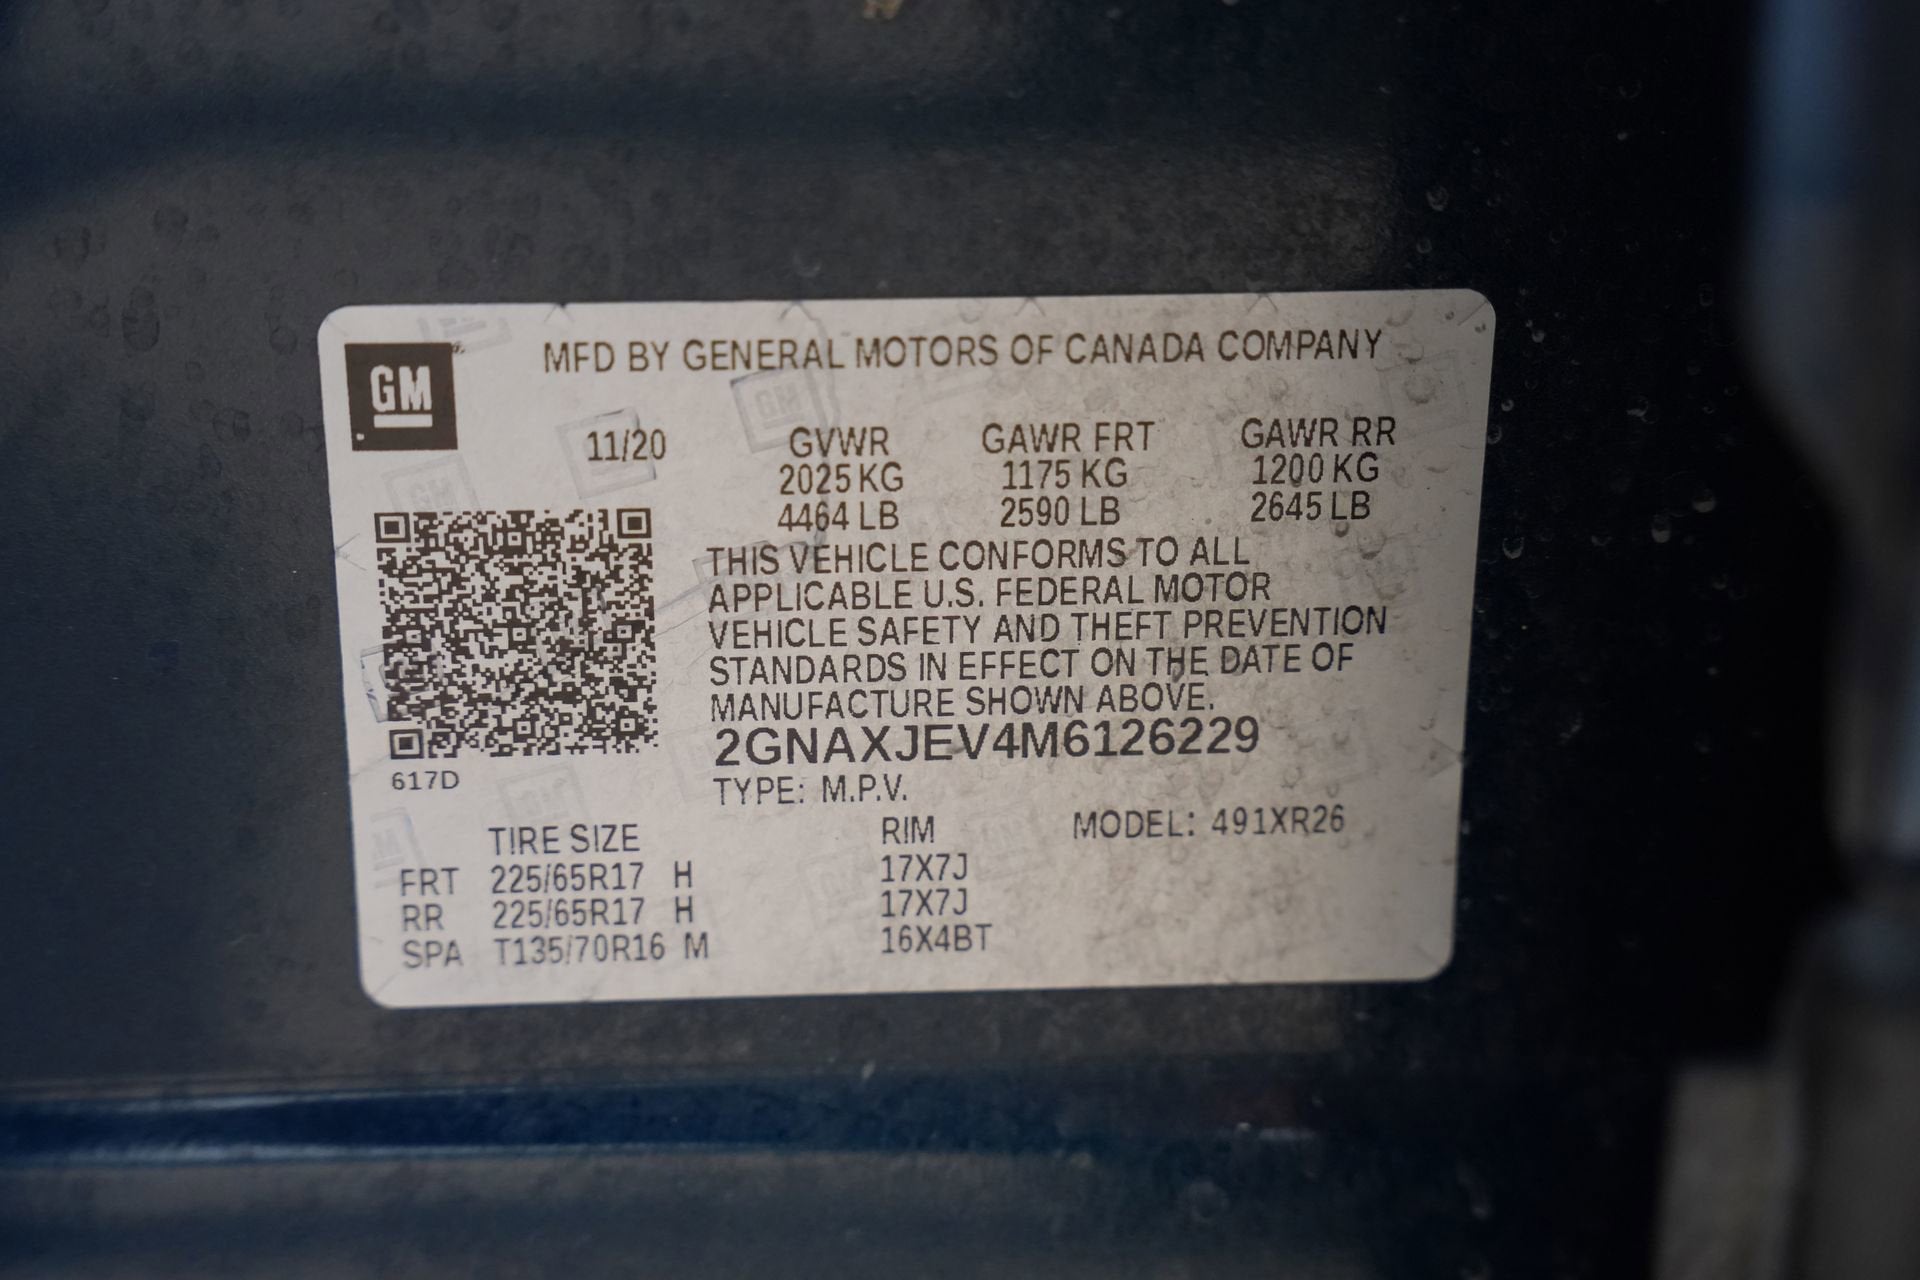 GM
MFD BY GENERAL MOTORS OF CANADA COMPANY
11/20 GVWR GAWR FRT GAWR RR
2025 KG 1175 KG 1200 KG
4464 LB 2590 LB 2645 LB
THIS VEHICLE CONFORMS TO ALL
APPLICABLE U.S. FEDERAL MOTOR
VEHICLE SAFETY AND THEFT PREVENTION
STANDARDS IN EFFECT ON THE DATE OF
MANUFACTURE SHOWN ABOVE.
2GNAXJEV4M6126229
617D
TYPE: M.P.V.
TIRE SIZE RIM MODEL: 491XR26
FRT 225/65R17 H 17X7J
RR 225/65R17 H 17X7J
SPA T135/70R16 M 16X4BT